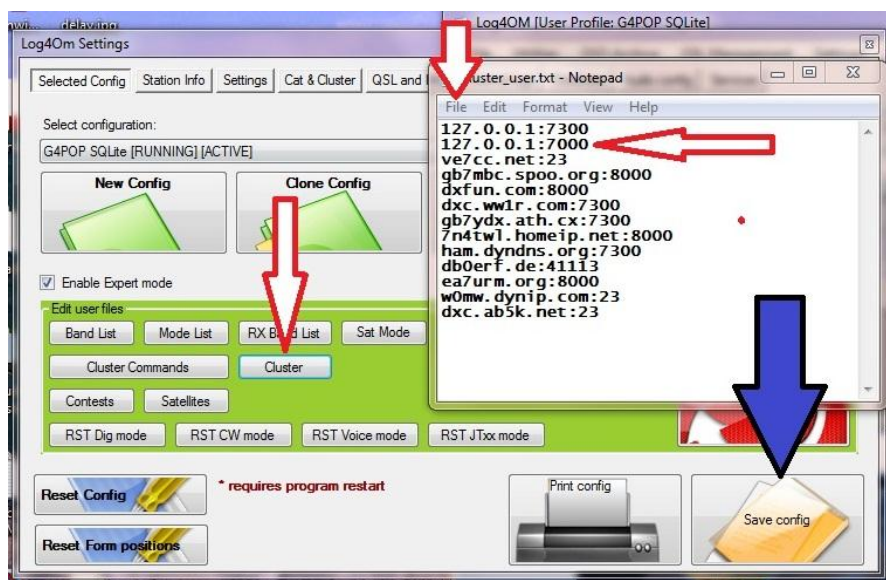 delaying
Log4OM [User Profile: G4POP SQLite]
Log4Om Settings
Selected Config Station Info Settings Cat & Cluster QSL and
uster_user.txt - Notepad
File Edit Format View Help
127.0.0.1:7300
127.0.0.1:7000
ve7cc.net:23
gb7mbc.spoo.org:8000
dxfun.com:8000
dxc.ww1r.com:7300
gb7ydx.ath.cx:7300
7n4twl.homeip.net:8000
ham.dyndns.org:7300
db0erf.de:41113
ea7urm.org:8000
w0mw.dynip.com:23
dxc.ab5k.net:23
Select configuration:
G4POP SQLite [RUNNING] [ACTIVE]
New Config Clone Config
Enable Expert mode
Edit user files
Band List Mode List RX Band List Sat Mode
Cluster Commands Cluster
Contests Satellites
RST Dig mode RST CW mode RST Voice mode RST JTxx mode
Reset Config * requires program restart Print config Save config
Reset Form positions